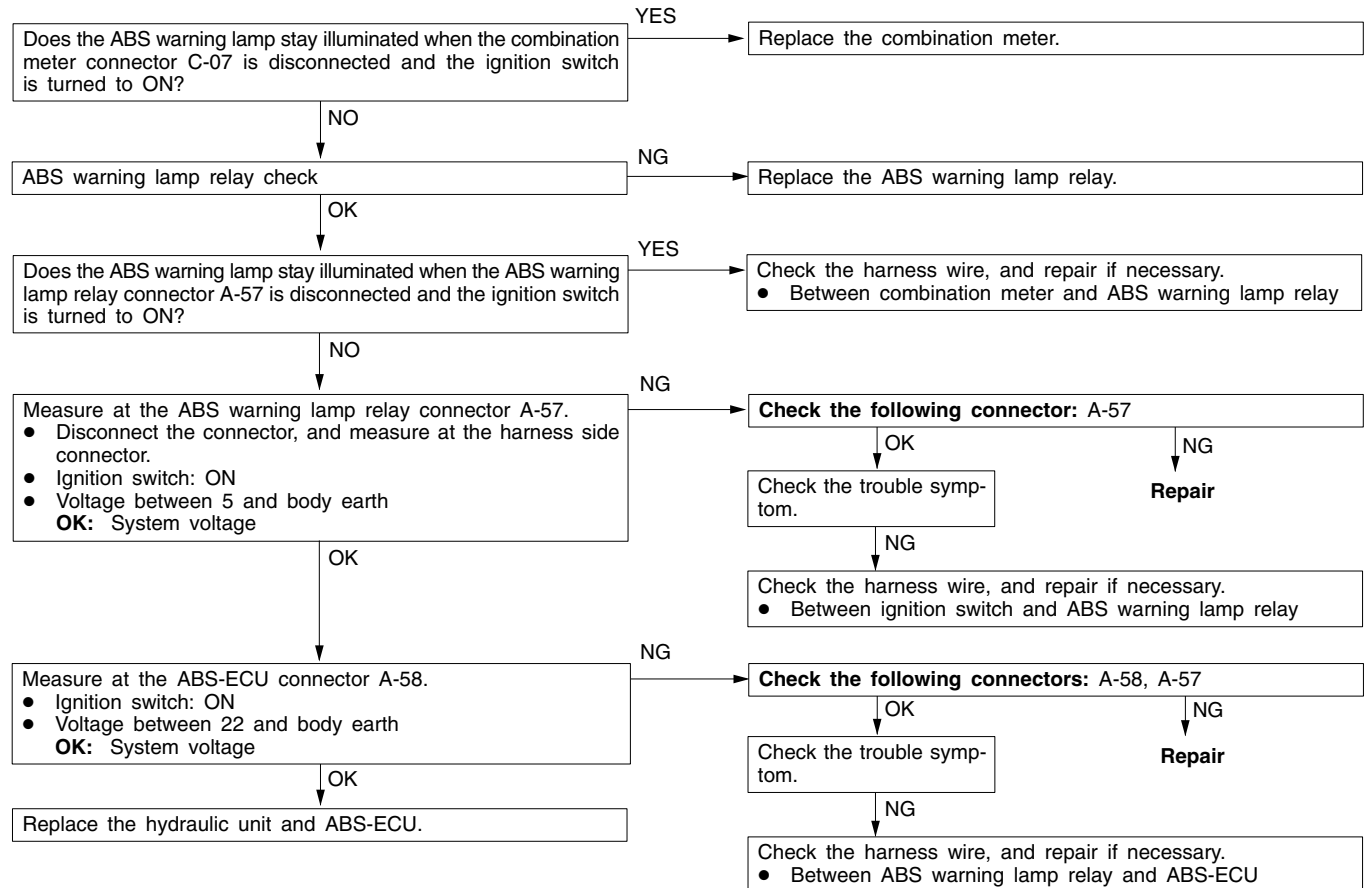 YES
Does the ABS warning lamp stay illuminated when the combination
meter connector C-07 is disconnected and the ignition switch
is turned to ON?
Replace the combination meter.
NO
NG
ABS warning lamp relay check
Replace the ABS warning lamp relay.
OK
YES
Does the ABS warning lamp stay illuminated when the ABS warning
lamp relay connector A-57 is disconnected and the ignition switch
is turned to ON?
Check the harness wire, and repair if necessary.
● Between combination meter and ABS warning lamp relay
NO
NG
Measure at the ABS warning lamp relay connector A-57.
● Disconnect the connector, and measure at the harness side
connector.
● Ignition switch: ON
● Voltage between 5 and body earth
OK: System voltage
Check the following connector: A-57
OK
NG
Check the trouble symp-
tom.
Repair
NG
Check the harness wire, and repair if necessary.
● Between ignition switch and ABS warning lamp relay
OK
NG
Measure at the ABS-ECU connector A-58.
● Ignition switch: ON
● Voltage between 22 and body earth
OK: System voltage
Check the following connectors: A-58, A-57
OK
NG
Check the trouble symp-
tom.
Repair
OK
NG
Replace the hydraulic unit and ABS-ECU.
Check the harness wire, and repair if necessary.
● Between ABS warning lamp relay and ABS-ECU